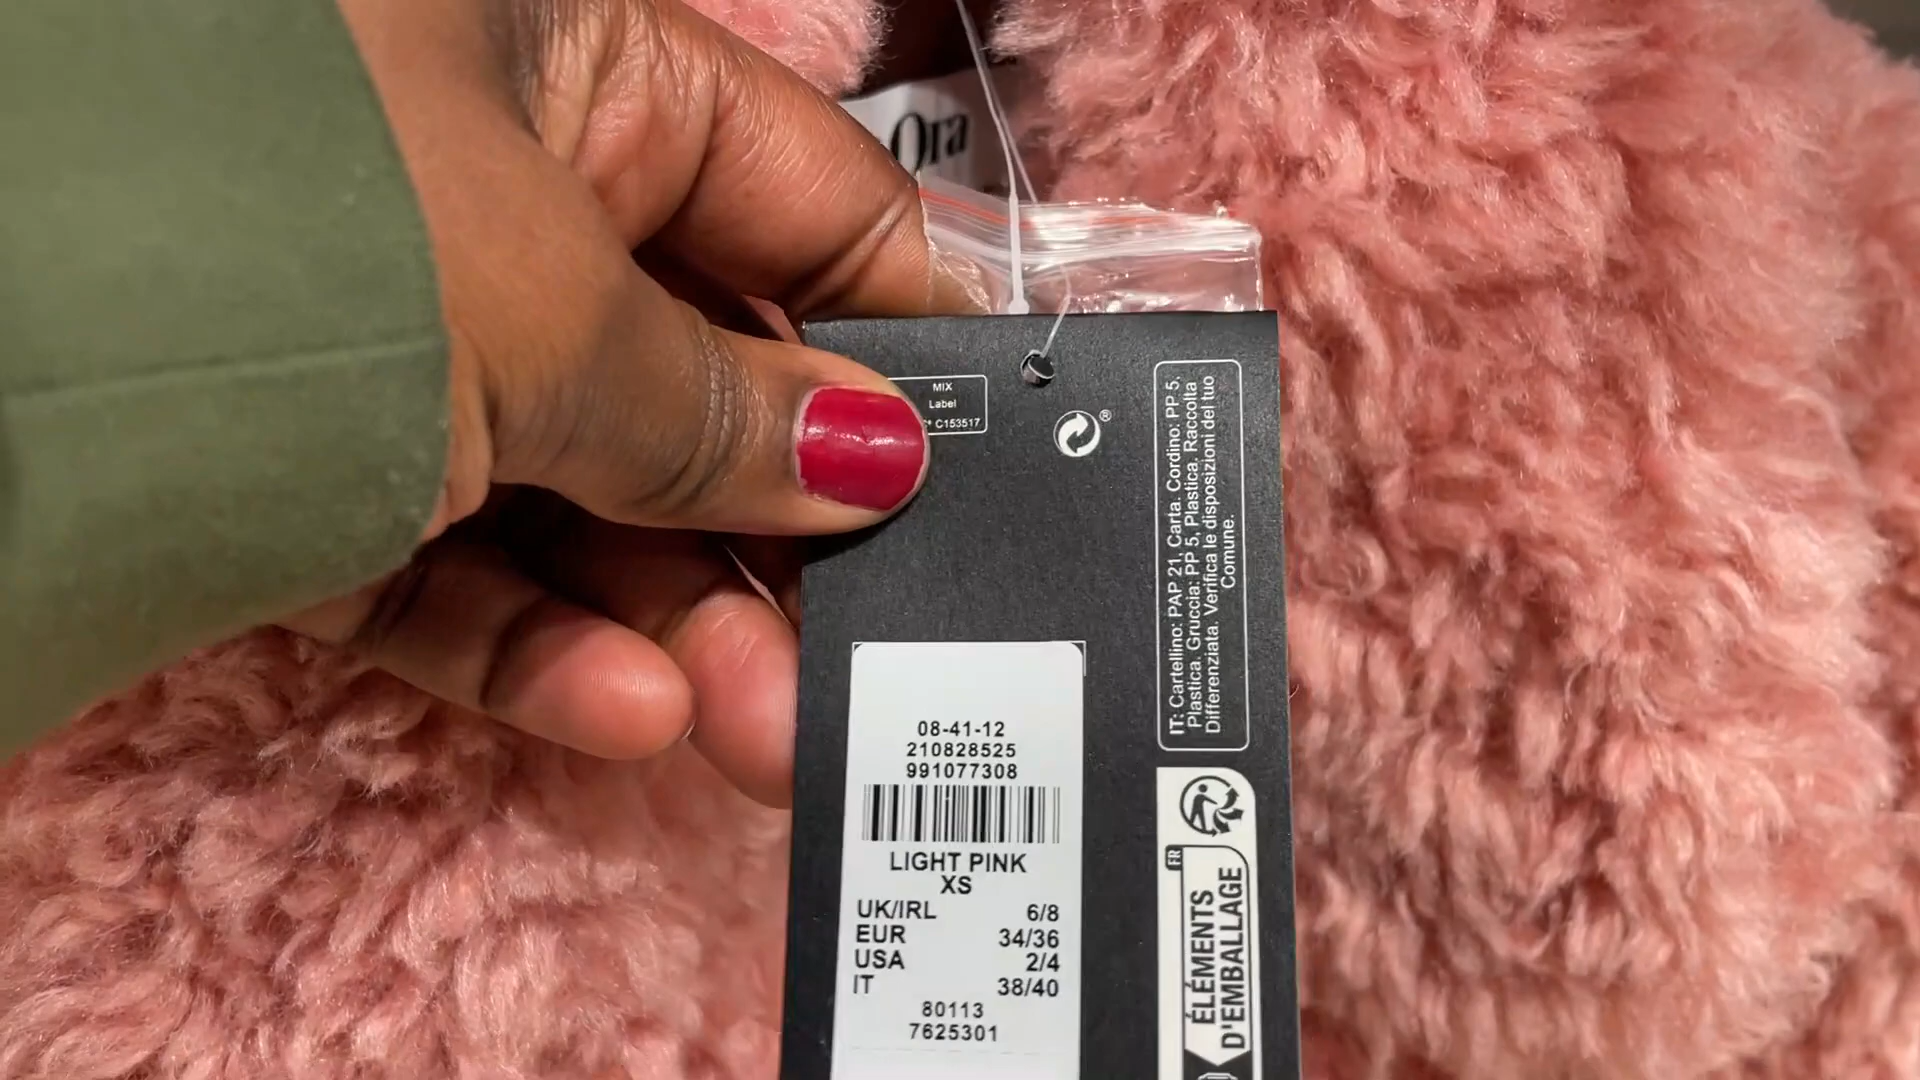 Ora
MIX
Label
C153517
®
IT: Cartellino: PAP 21, Carta. Cordino: PP 5,
Plastica. Gruccia: PP 5, Plastica. Raccolta
Differenziata. Verifica le disposizioni del tuo
Comune.
08-41-12
210828525
991077308
LIGHT PINK
XS
UK/IRL 6/8
EUR 34/36
USA 2/4
IT 38/40
80113
7625301
FR
ÉLÉMENTS
D'EMBALLAGE